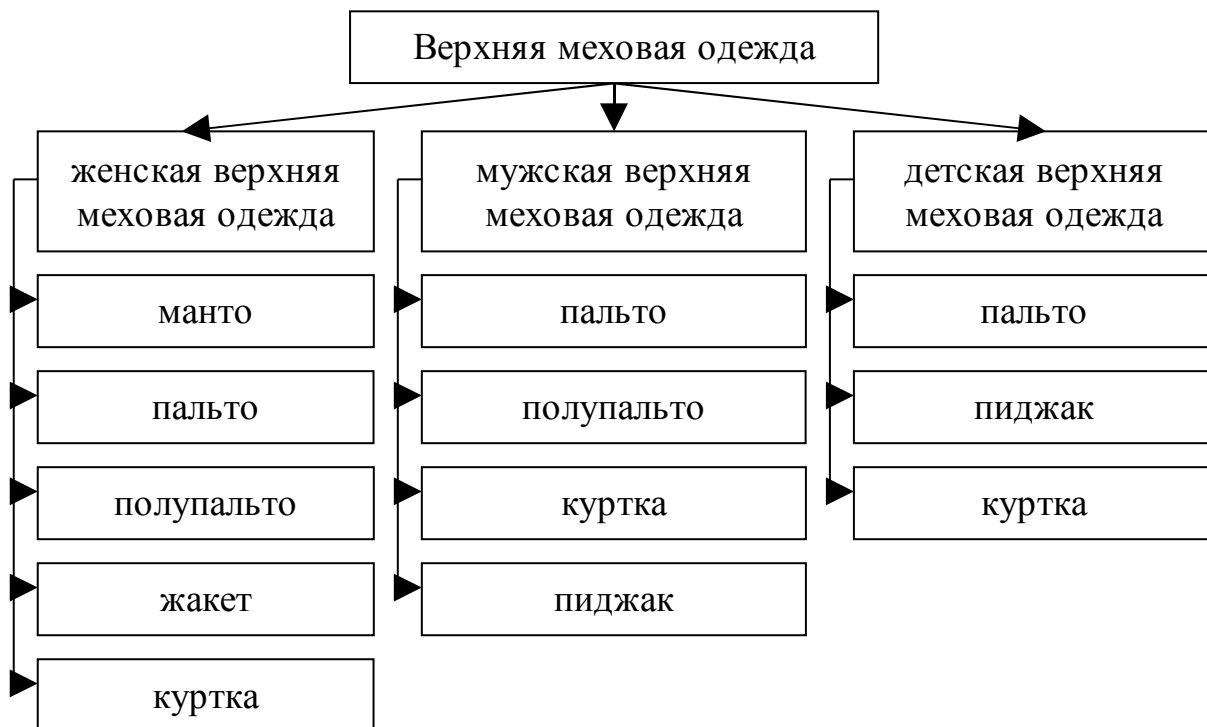 Верхняя меховая одежда
женская верхняя
меховая одежда
манто
пальто
полупальто
жакет
куртка
мужская верхняя
меховая одежда
пальто
полупальто
куртка
пиджак
детская верхняя
меховая одежда
пальто
пиджак
куртка